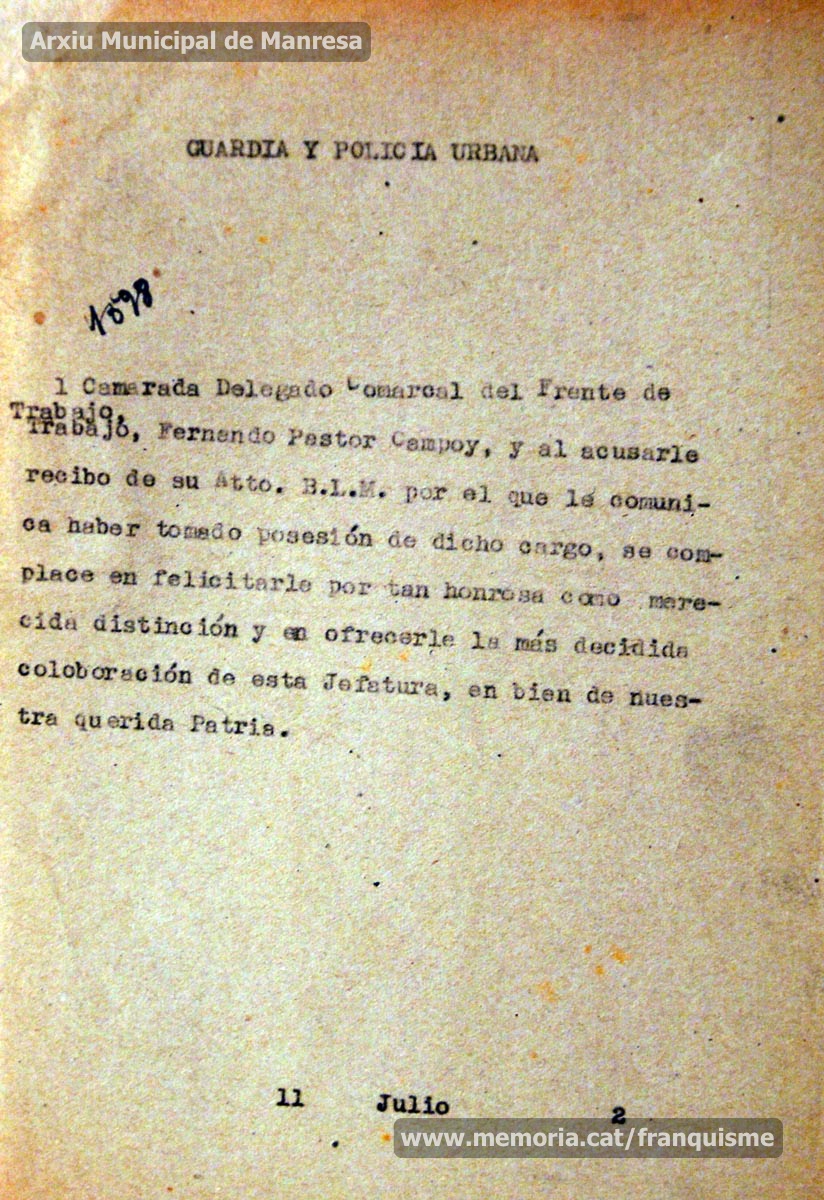 Arxiu Municipal de Manresa
GUARDIA Y POLICIA URBANA
1598
l Camarada Delegado Comarcal del Frente de
Trabajo,
Trabajo, Fernando Pastor Campoy, y al acusarle
recibo de su Atto. B.L.M. por el que le comuni-
ca haber tomado posesión de dicho cargo, se com-
place en felicitarle por tan honrosa como mere-
cida distinción y en ofrecerle la más decidida
coloboración de esta Jefatura, en bien de nues-
tra querida Patria.
11 Julio 2
www.memoria.cat/franquisme